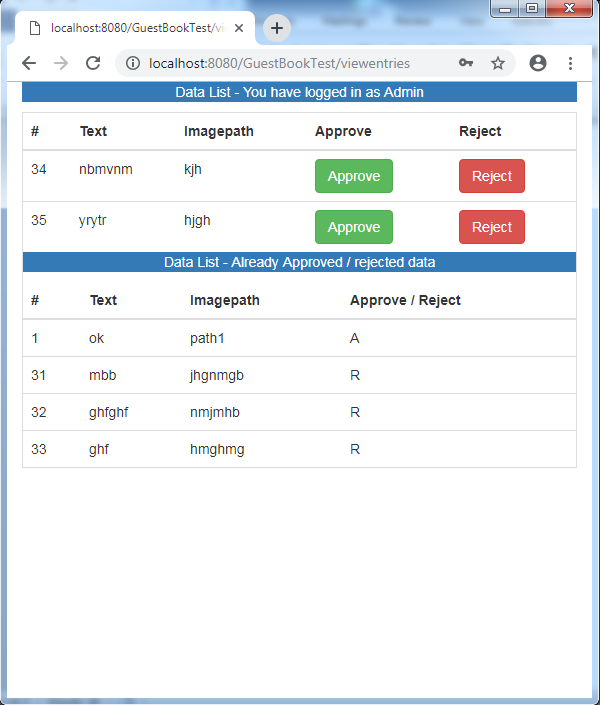 localhost:8080/GuestBookTest/vie
localhost:8080/GuestBookTest/viewentries
Data List - You have logged in as Admin
# Text Imagepath Approve Reject
34 nbmvnm kjh Approve Reject
35 yrytr hjgh Approve Reject
Data List - Already Approved / rejected data
# Text Imagepath Approve / Reject
1 ok path1 A
31 mbb jhgnmgb R
32 ghfghf nmjmhb R
33 ghf hmghmg R